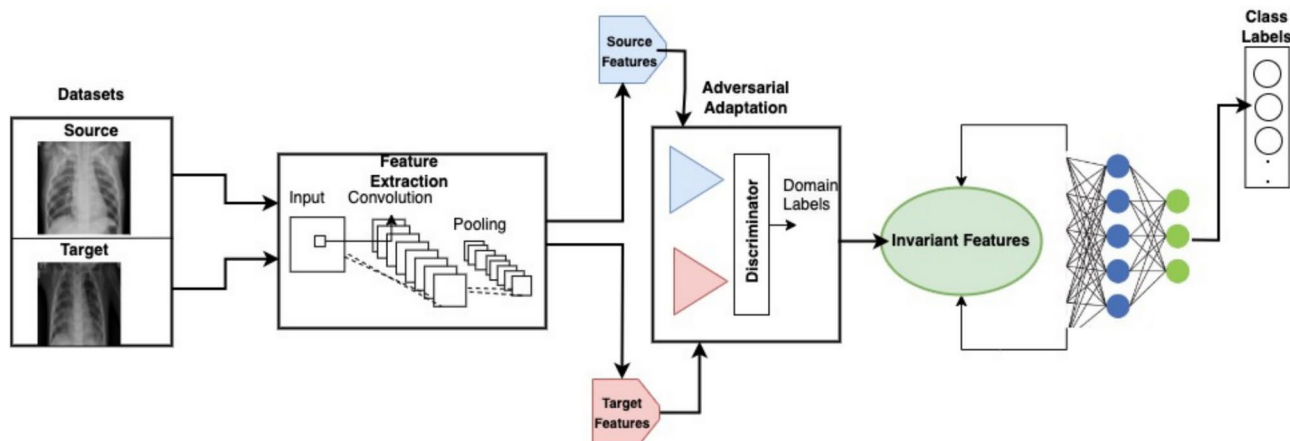 Datasets
Source
Target
Feature
Extraction
Input
Convolution
Pooling
Source
Features
Target
Features
Adversarial
Adaptation
Discriminator
Domain
Labels
Invariant Features
Class
Labels